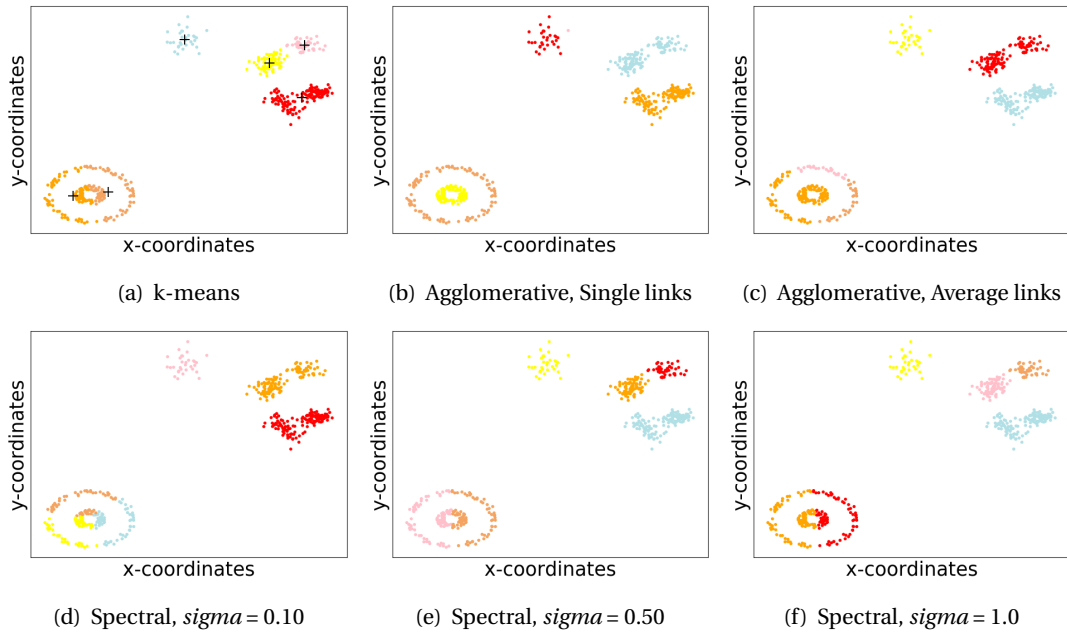 y-coordinates
x-coordinates
(a) k-means
y-coordinates
x-coordinates
(b) Agglomerative, Single links
y-coordinates
x-coordinates
(c) Agglomerative, Average links
y-coordinates
x-coordinates
(d) Spectral, sigma = 0.10
y-coordinates
x-coordinates
(e) Spectral, sigma = 0.50
y-coordinates
x-coordinates
(f) Spectral, sigma = 1.0